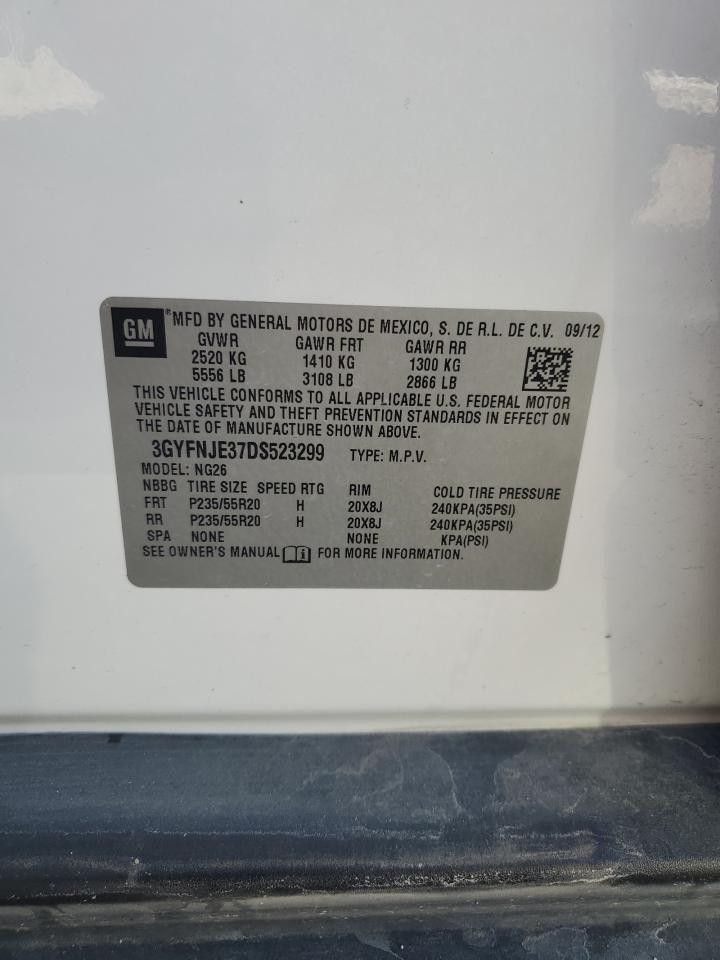 GM ®MFD BY GENERAL MOTORS DE MEXICO, S. DE R.L. DE C.V. 09/12
GVWR GAWR FRT GAWR RR
2520 KG 1410 KG 1300 KG
5556 LB 3108 LB 2866 LB
THIS VEHICLE CONFORMS TO ALL APPLICABLE U.S. FEDERAL MOTOR
VEHICLE SAFETY AND THEFT PREVENTION STANDARDS IN EFFECT ON
THE DATE OF MANUFACTURE SHOWN ABOVE.
3GYFNJE37DS523299 TYPE: M.P.V.
MODEL: NG26
NBBG TIRE SIZE SPEED RTG RIM COLD TIRE PRESSURE
FRT P235/55R20 H 20X8J 240KPA(35PSI)
RR P235/55R20 H 20X8J 240KPA(35PSI)
SPA NONE NONE KPA(PSI)
SEE OWNER'S MANUAL FOR MORE INFORMATION.